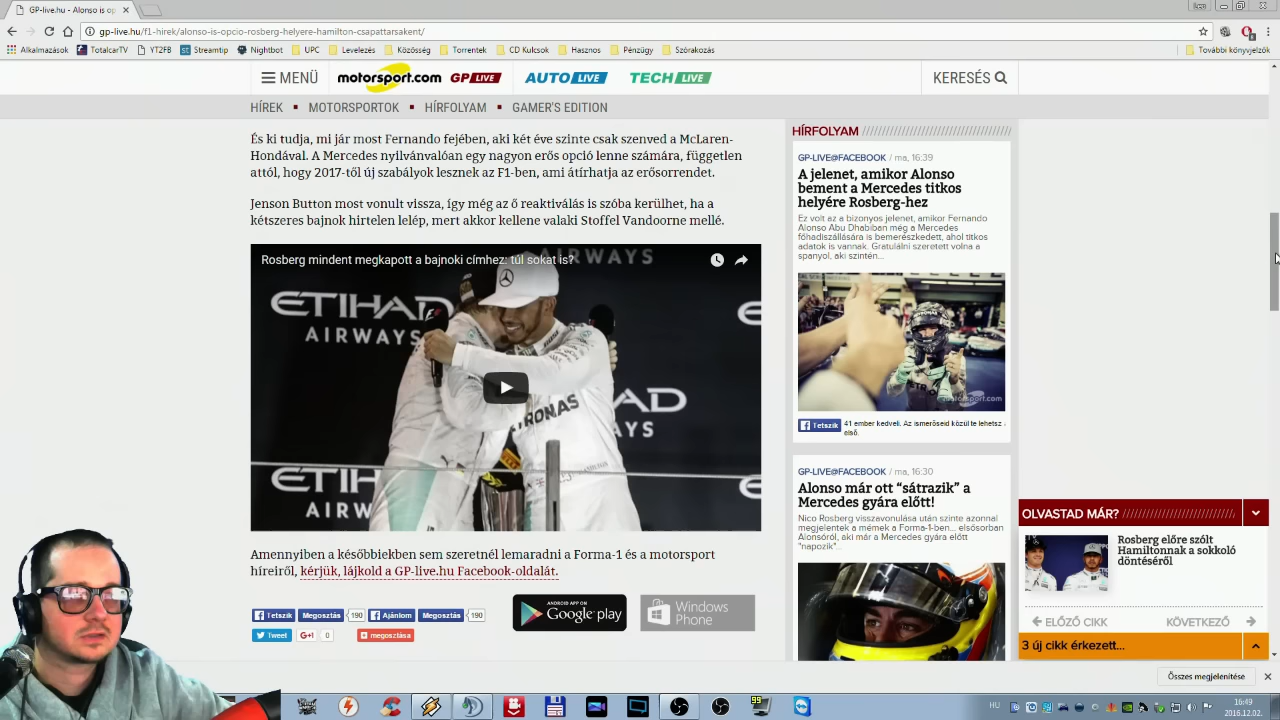 GP-live.hu - Alonso is op
Ilcső
gp-live.hu/f1-hirek/alonso-is-opcio-rosberg-helyere-hamilton-csapattarsakent/
Alkalmazások TotalcarTV YT2FB Streamtip Nightbot UPC Levelezés Közösség Torrentek CD Kulcsok Hasznos Pénzügy Szórakozás További könyvjelzők
MENÜ motorsport.com GP LIVE AUTO LIVE TECH LIVE KERESÉS
HÍREK MOTORSPORTOK HÍRFOLYAM GAMER'S EDITION
És ki tudja, mi jár most Fernando fejében, aki két éve szinte csak szenved a McLaren-
Hondával. A Mercedes nyilvánvalóan egy nagyon erős opció lenne számára, független
attól, hogy 2017-től új szabályok lesznek az F1-ben, ami átírhatja az erősorrendet.
Jenson Button most vonult vissza, így még az ő reaktiválás is szóba kerülhet, ha a
kétszeres bajnok hirtelen lelép, mert akkor kellene valaki Stoffel Vandoorne mellé.
Rosberg mindent megkapott a bajnoki címhez: túl sokat is?
AIRWAYS
ETIHAD
AIRWAYS
PETRONAS
ETIH
AIRW
Amennyiben a későbbiekben sem szeretnél lemaradni a Forma-1 és a motorsport
híreiről, kérjük, lájkold a GP-live.hu Facebook-oldalát.
Tetszik Megosztás 190 Ajánlom Megosztás 190
Tweet G+1 0 megosztása
ANDROID APP ON
Google play
Windows
Phone
HÍRFOLYAM
GP-LIVE@FACEBOOK / ma, 16:39
A jelenet, amikor Alonso
bement a Mercedes titkos
helyére Rosberg-hez
Ez volt az a bizonyos jelenet, amikor Fernando
Alonso Abu Dhabiban még a Mercedes
főhadiszállására is bemerészkedett, ahol titkos
adatok is vannak. Gratulálni szeretett volna a
spanyol, aki szintén...
motorsport.com
Tetszik 41 ember kedveli. Az ismerőseid közül te lehetsz
első.
GP-LIVE@FACEBOOK / ma, 16:30
Alonso már ott “sátrazik” a
Mercedes gyára előtt!
Nico Rosberg visszavonulása után szinte azonnal
megjelentek a mémek a Forma-1-ben... elsősorban
Alonsóról, aki már a Mercedes gyára előtt
"napozik"...
OLVASTAD MÁR?
Rosberg előre szólt
Hamiltonnak a sokkoló
döntéséről
ELŐZŐ CIKK KÖVETKEZŐ
3 új cikk érkezett...
Összes megjelenítése
99
HU
16:49
2016.12.02.